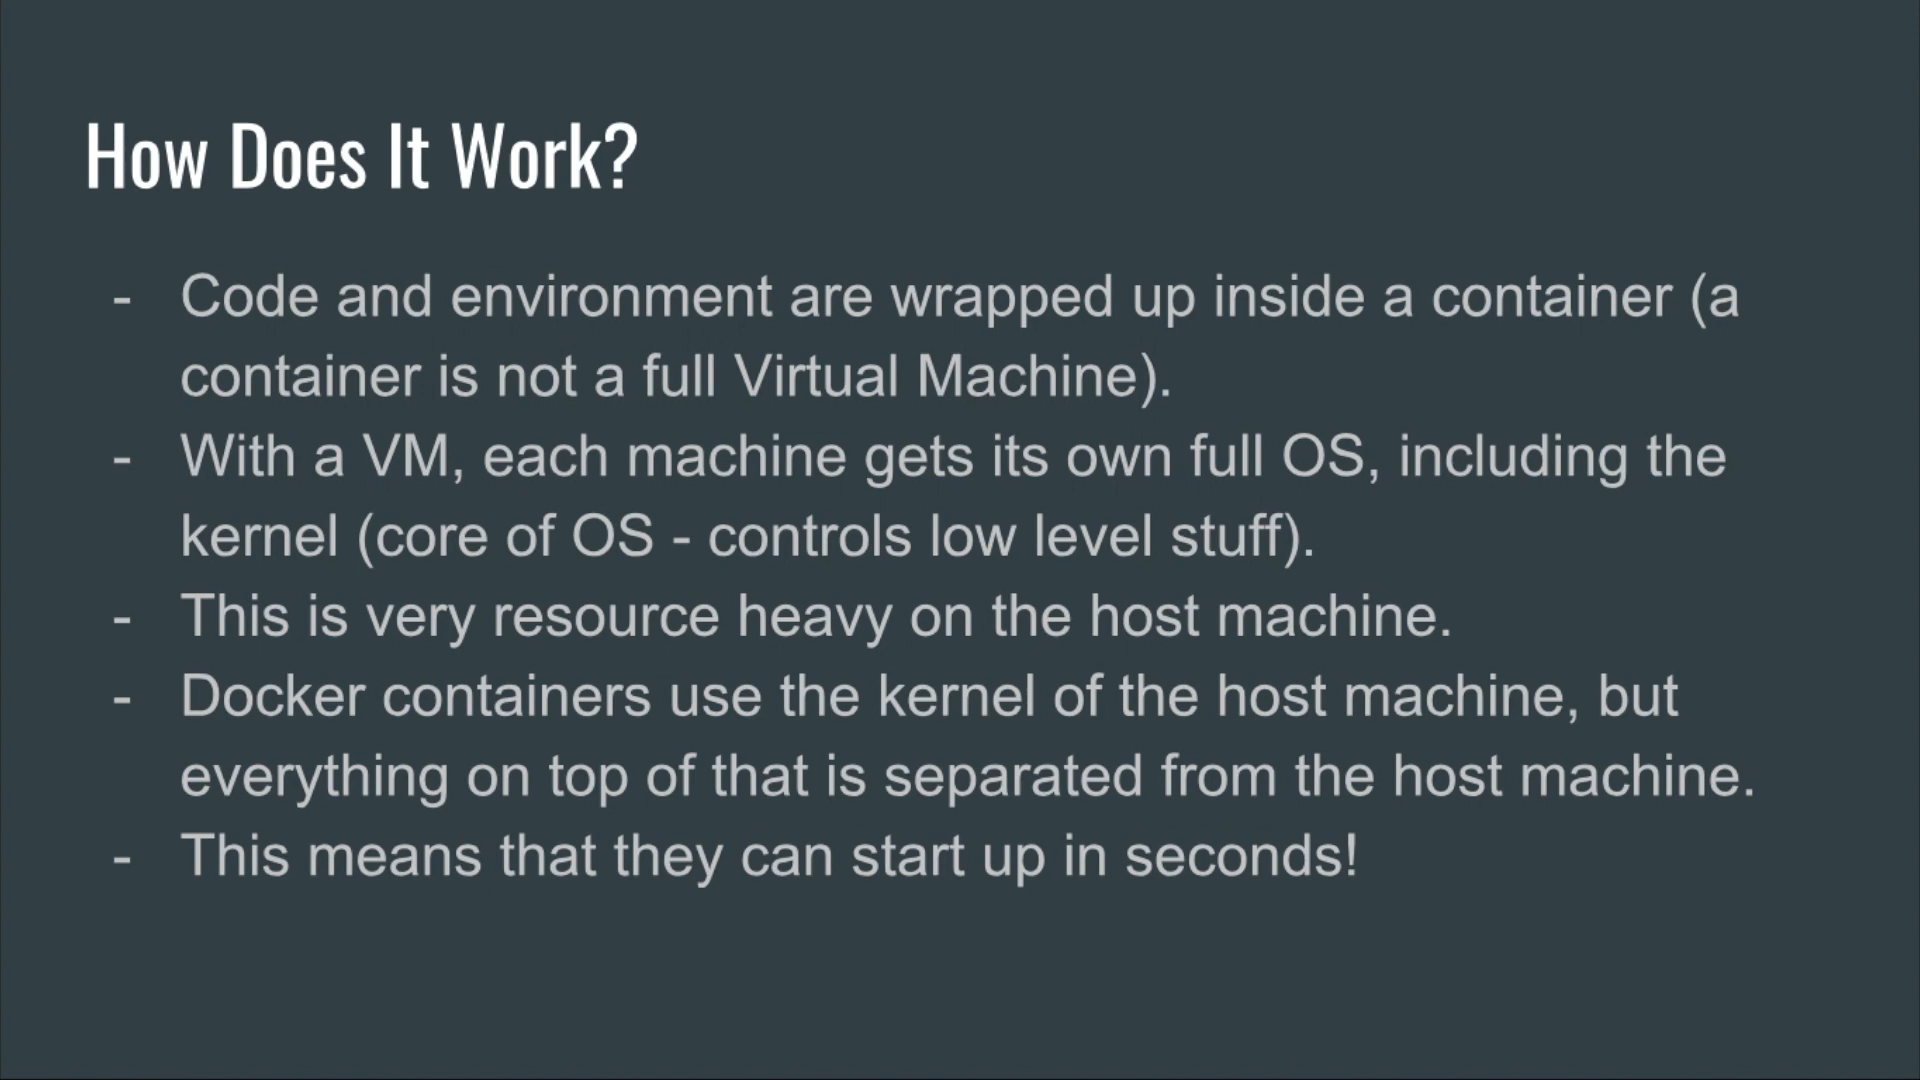 How Does It Work?
- Code and environment are wrapped up inside a container (a
container is not a full Virtual Machine).
- With a VM, each machine gets its own full OS, including the
kernel (core of OS - controls low level stuff).
- This is very resource heavy on the host machine.
- Docker containers use the kernel of the host machine, but
everything on top of that is separated from the host machine.
- This means that they can start up in seconds!